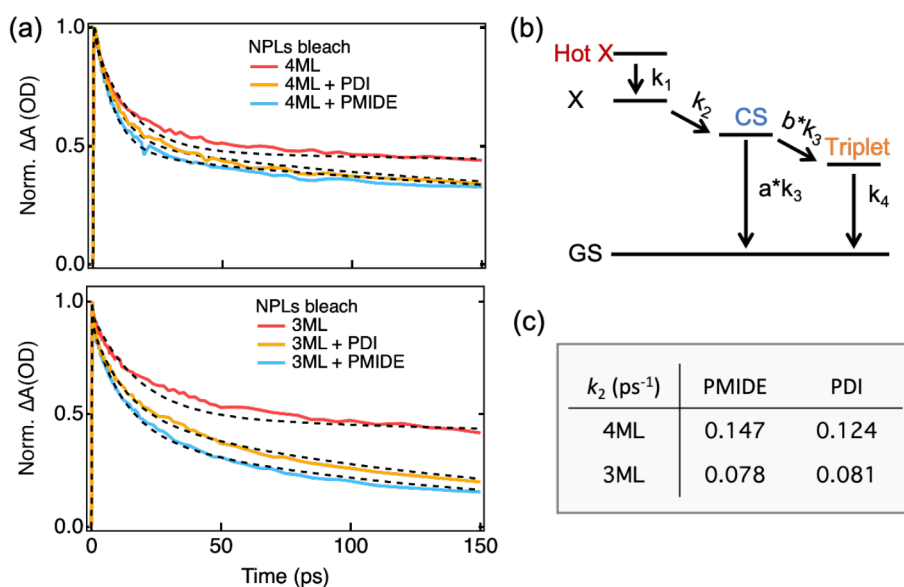 (a)
1.0
0.5
0.0
Norm. ΔA (OD)
NPLs bleach
4ML
4ML + PDI
4ML + PMIDE
1.0
0.5
0.0
Norm. ΔA(OD)
NPLs bleach
3ML
3ML + PDI
3ML + PMIDE
0
50
100
150
Time (ps)
(b)
Hot X
k₁
X
k₂
CS
b*k₃
Triplet
a*k₃
k₄
GS
(c)
k₂ (ps⁻¹) PMIDE PDI
4ML 0.147 0.124
3ML 0.078 0.081